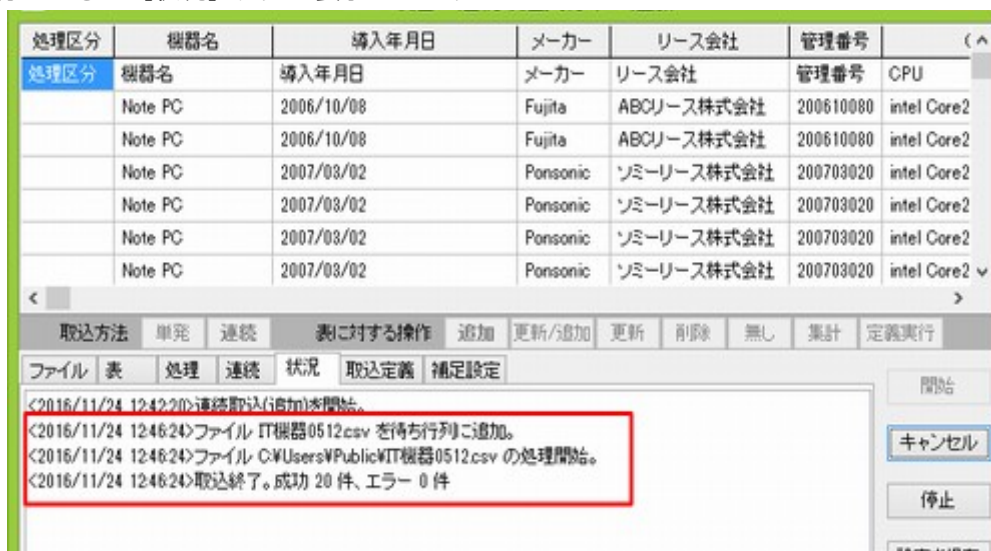 処理区分 機器名 導入年月日 メーカー リース会社 管理番号 (
処理区分 機器名 導入年月日 メーカー リース会社 管理番号 CPU
Note PC 2006/10/08 Fujita ABCリース株式会社 200610080 intel Core2
Note PC 2006/10/08 Fujita ABCリース株式会社 200610080 intel Core2
Note PC 2007/03/02 Ponsonic ソミーリース株式会社 200703020 intel Core2
Note PC 2007/03/02 Ponsonic ソミーリース株式会社 200703020 intel Core2
Note PC 2007/03/02 Ponsonic ソミーリース株式会社 200703020 intel Core2
Note PC 2007/03/02 Ponsonic ソミーリース株式会社 200703020 intel Core2
取込方法 単発 連続 表に対する操作 追加 更新/追加 更新 削除 無し 集計 定義実行
ファイル 表 処理 連続 状況 取込定義 補足設定
開始
<2016/11/24 12:42:20>連続取込(追加)を開始。
<2016/11/24 12:46:24>ファイル IT機器0512.csv を待ち行列に追加。
<2016/11/24 12:46:24>ファイル C:¥Users¥Public¥IT機器0512.csv の処理開始。
<2016/11/24 12:46:24>取込終了。成功 20 件、エラー 0 件
キャンセル
停止